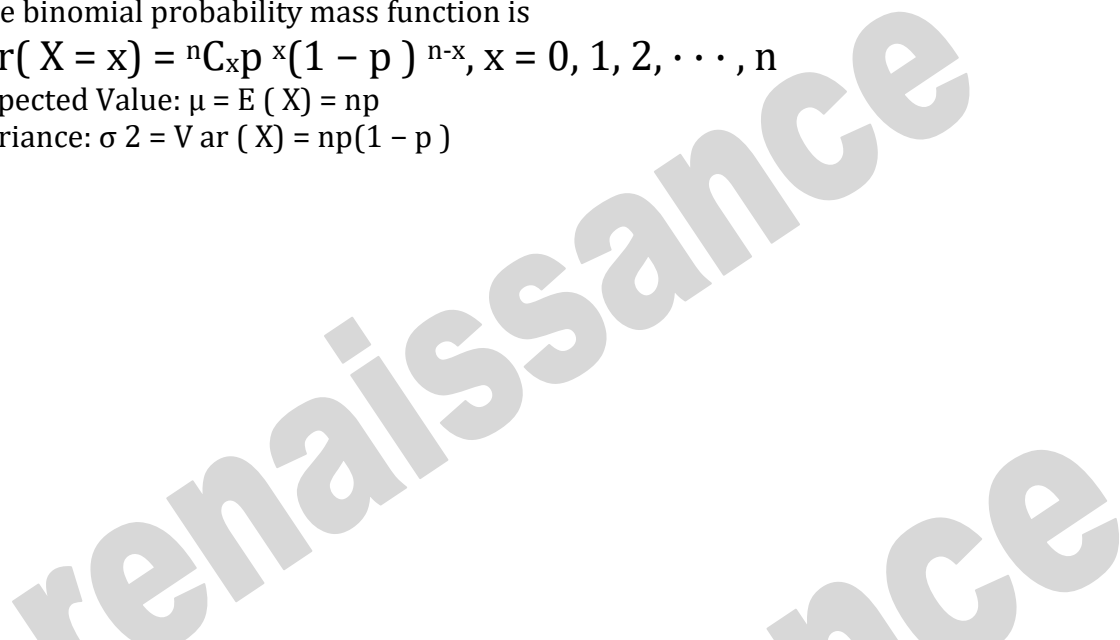 e binomial probability mass function is
r( X = x) = ⁿCₓp ˣ(1 − p ) ⁿ⁻ˣ, x = 0, 1, 2, · · · , n
pected Value: μ = E ( X) = np
riance: σ 2 = V ar ( X) = np(1 − p )
renaissance
nce